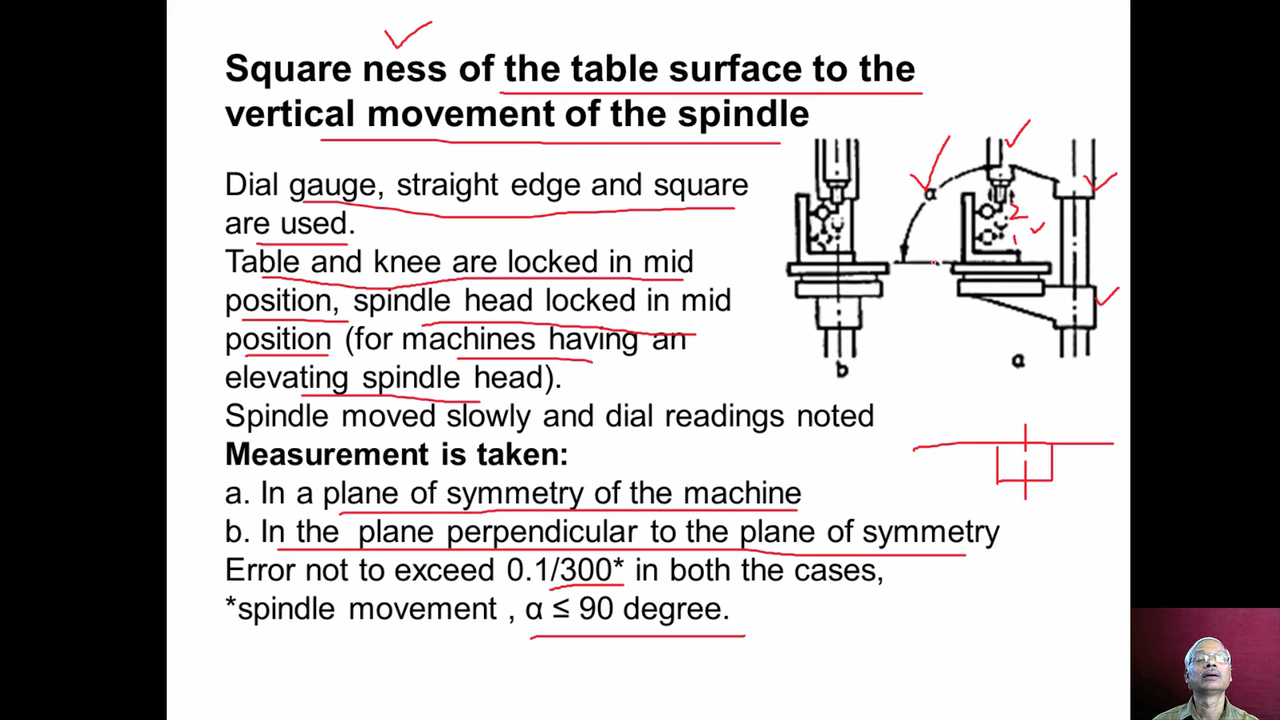 Square ness of the table surface to the
vertical movement of the spindle
Dial gauge, straight edge and square
are used.
Table and knee are locked in mid
position, spindle head locked in mid
position (for machines having an
elevating spindle head).
Spindle moved slowly and dial readings noted
Measurement is taken:
a. In a plane of symmetry of the machine
b. In the plane perpendicular to the plane of symmetry
Error not to exceed 0.1/300* in both the cases,
*spindle movement , α ≤ 90 degree.
α
2
1
b
a